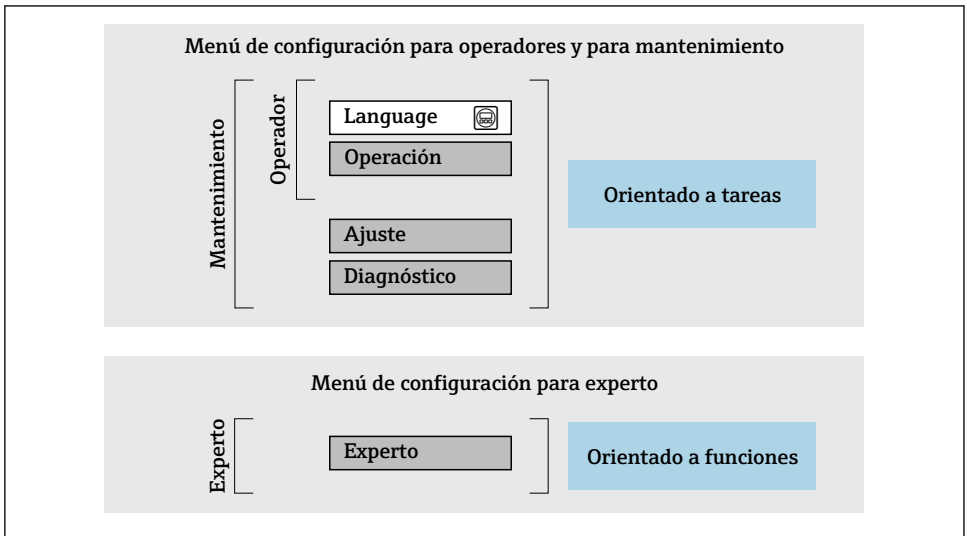 Menú de configuración para operadores y para mantenimiento
Mantenimiento
Operador
Language
Operación
Ajuste
Diagnóstico
Orientado a tareas
Menú de configuración para experto
Experto
Experto
Orientado a funciones